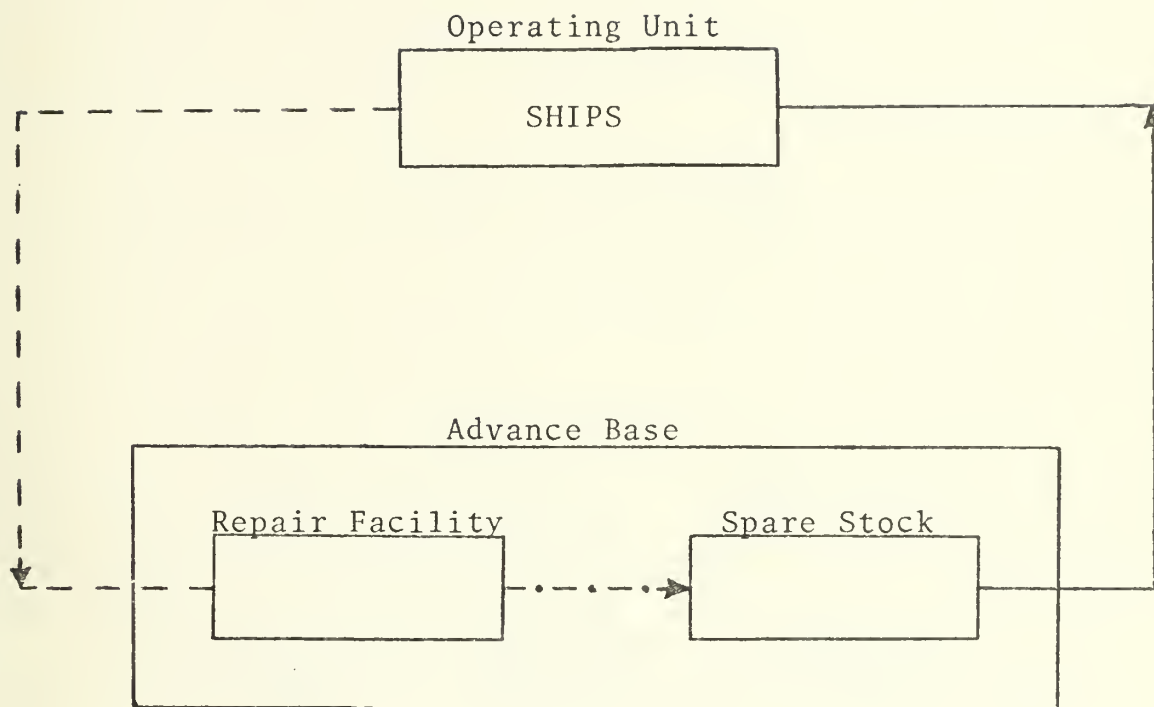 Operating Unit
SHIPS
Advance Base
Repair Facility
Spare Stock